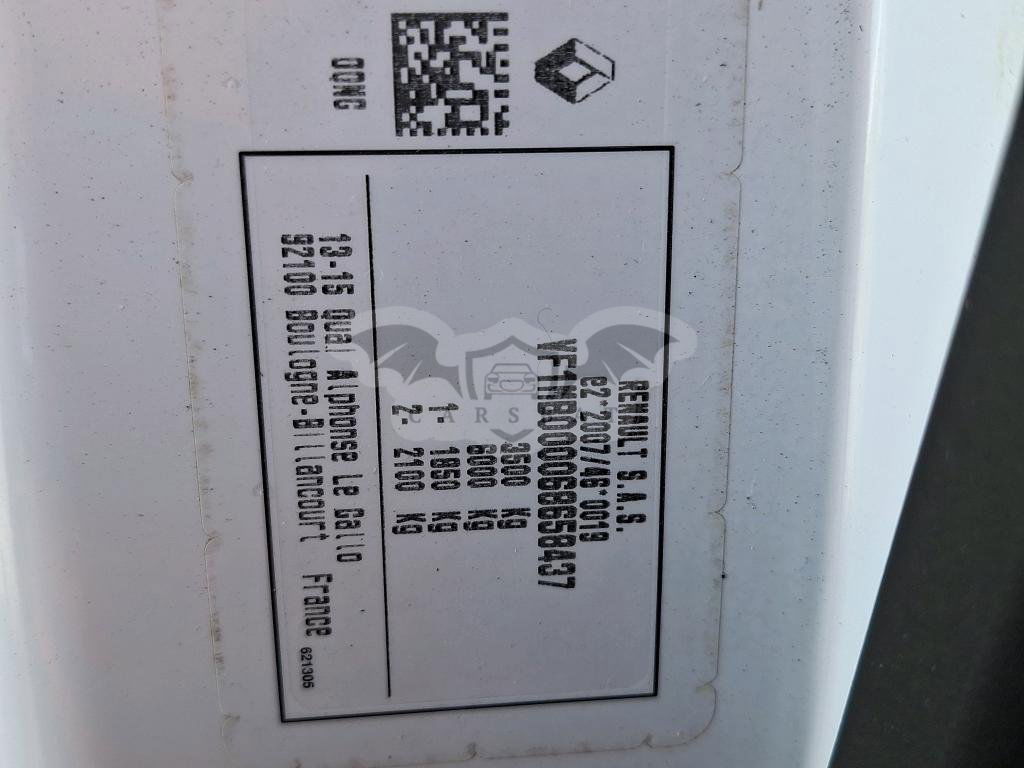 00NC
RENAULT S.A.S.
e2*2007/46*0019
VF1MB000068658437
3500 kg
6000 kg
1- 1850 kg
2- 2100 kg
13-15 Quai Alphonse Le Gallo
92100 Boulogne-Billancourt France
621305